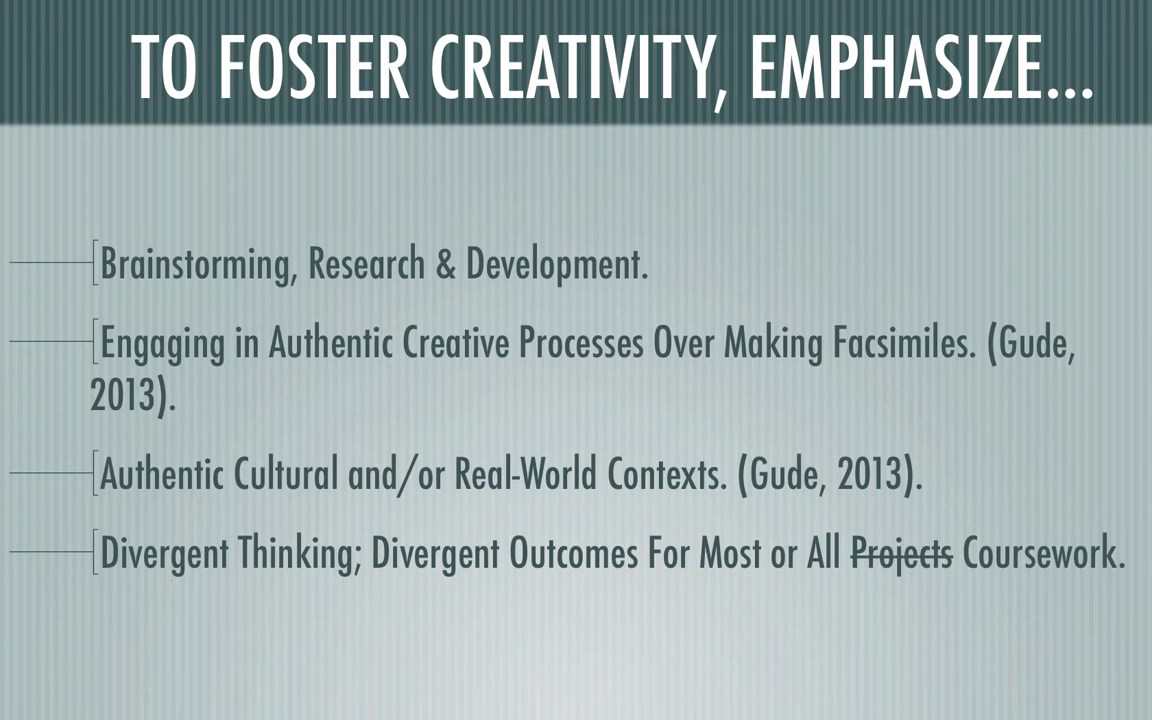 TO FOSTER CREATIVITY, EMPHASIZE...
Brainstorming, Research & Development.
Engaging in Authentic Creative Processes Over Making Facsimiles. (Gude,
2013).
Authentic Cultural and/or Real-World Contexts. (Gude, 2013).
Divergent Thinking; Divergent Outcomes For Most or All Projects Coursework.